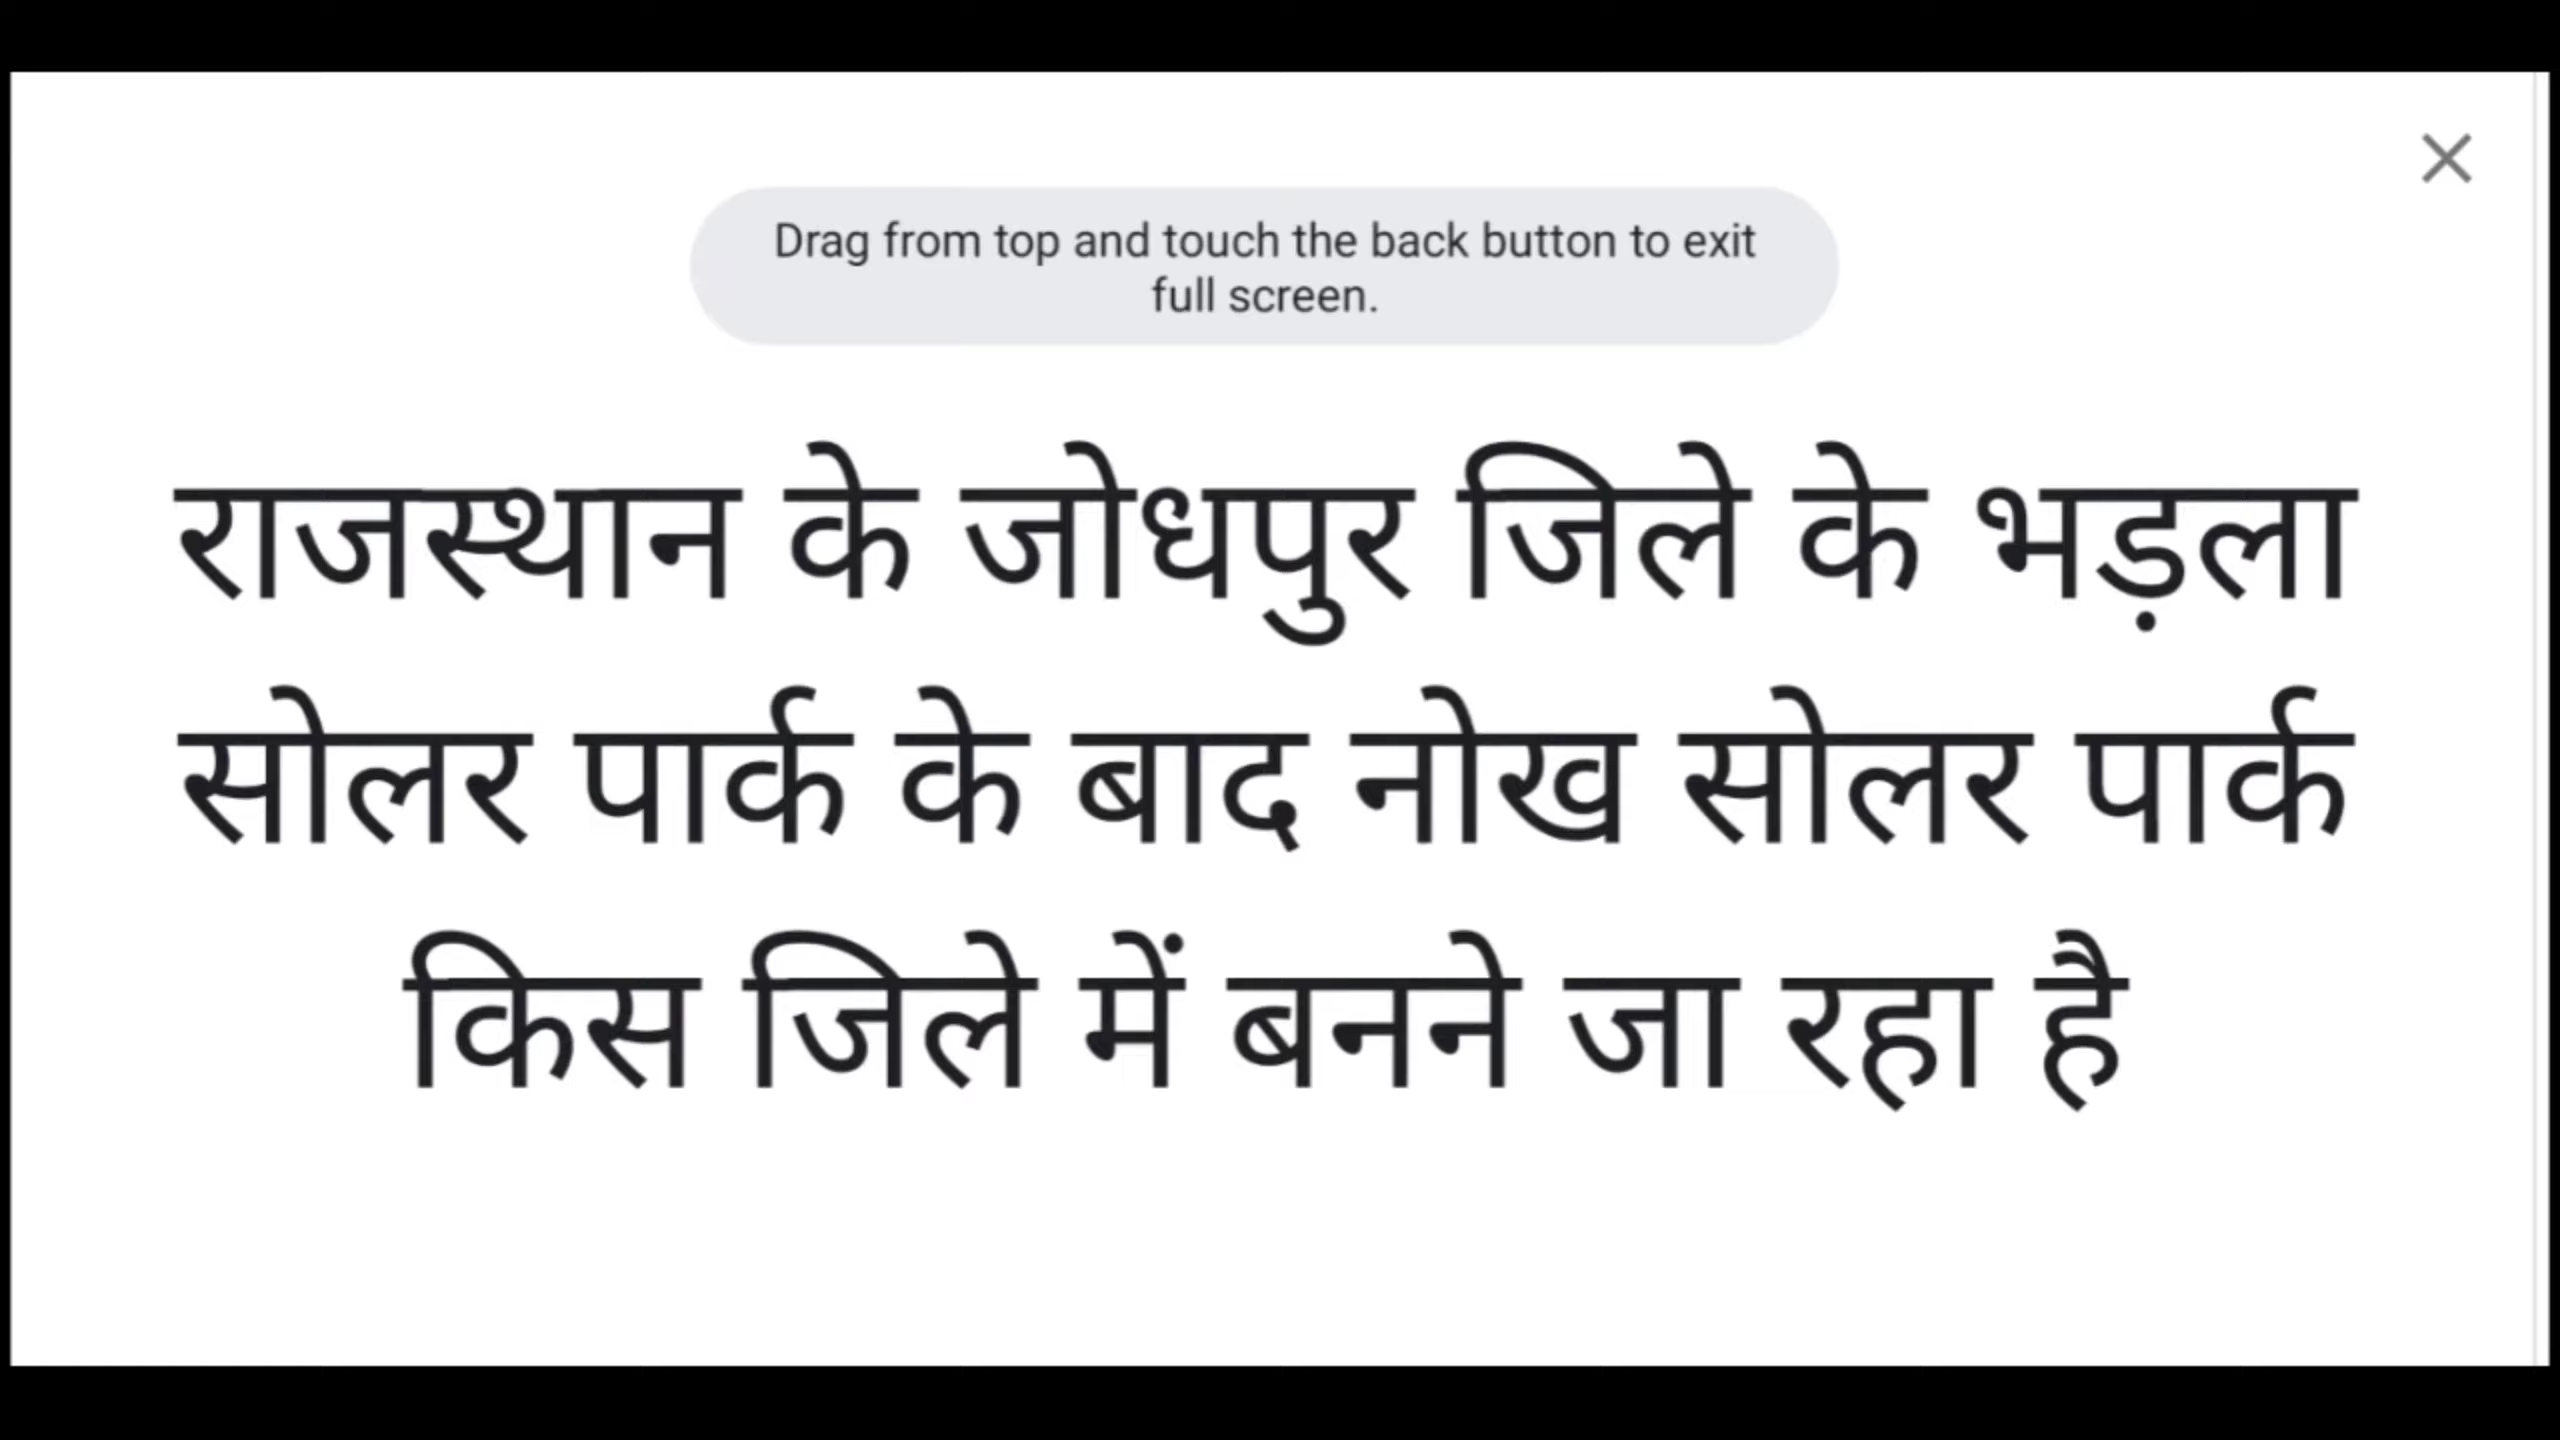 Drag from top and touch the back button to exit
full screen.
राजस्थान के जोधपुर जिले के भड़ला
सोलर पार्क के बाद नोख सोलर पार्क
किस जिले में बनने जा रहा है